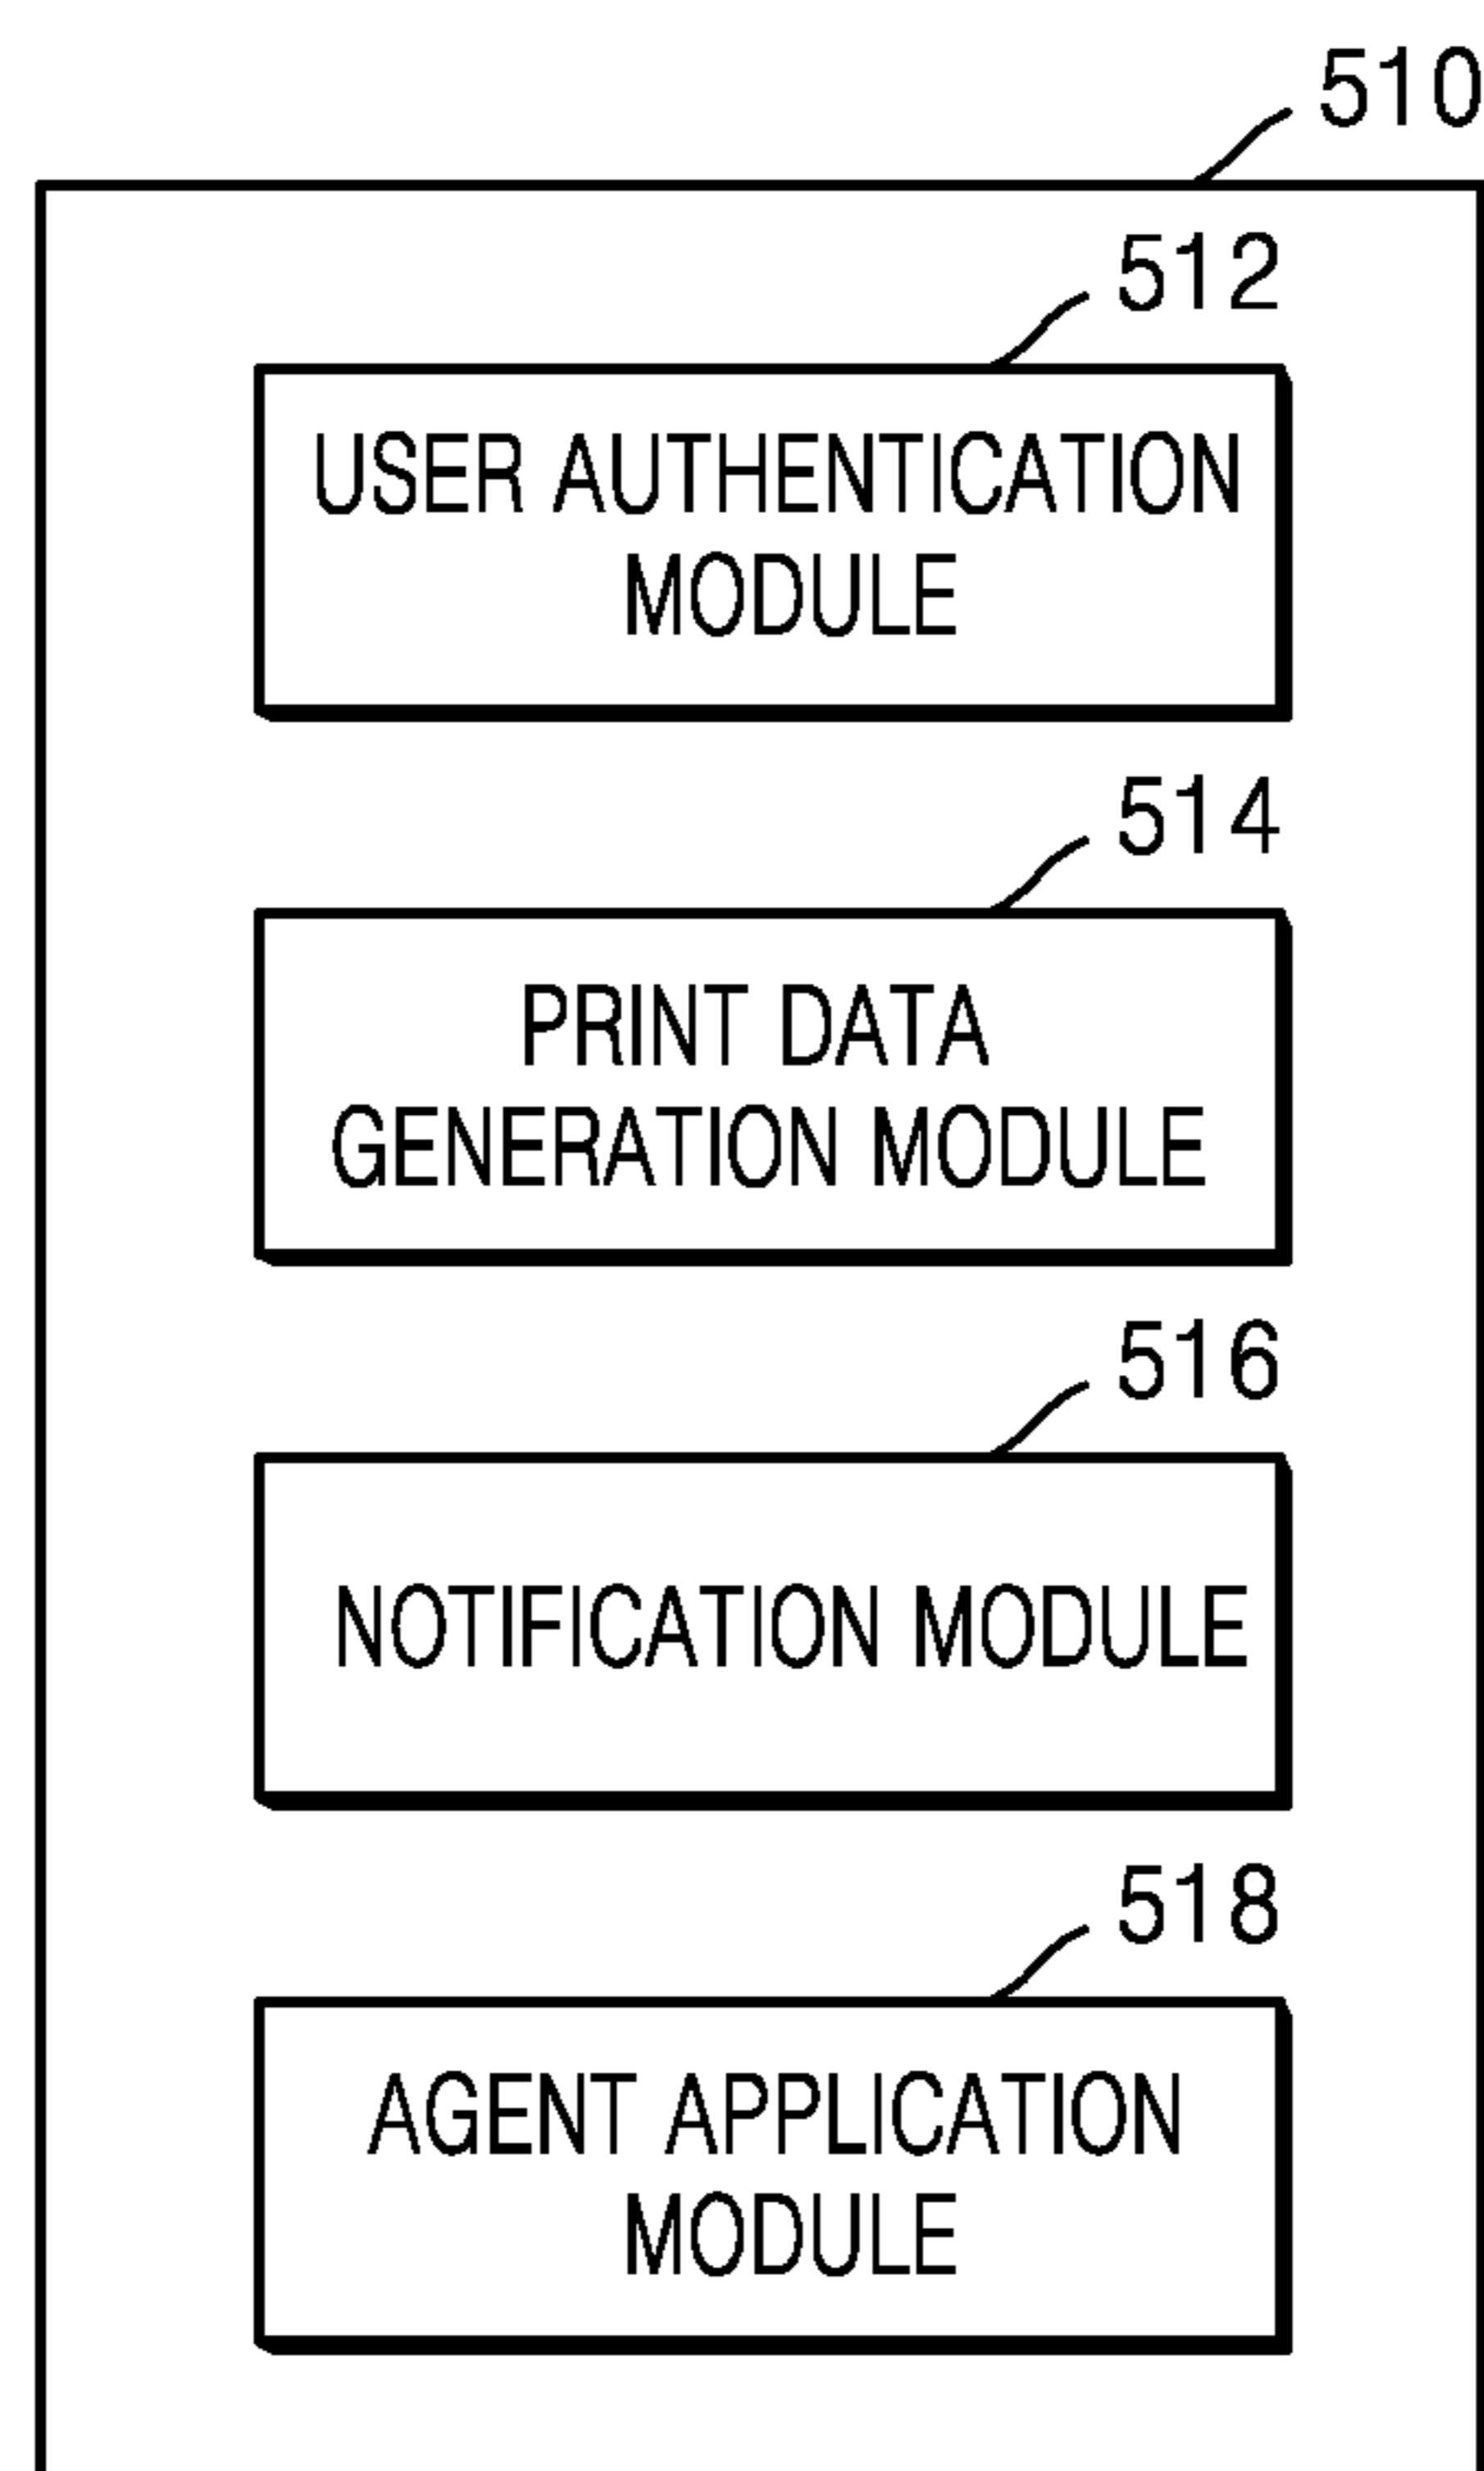 510
512
USER AUTHENTICATION
MODULE
514
PRINT DATA
GENERATION MODULE
516
NOTIFICATION MODULE
518
AGENT APPLICATION
MODULE